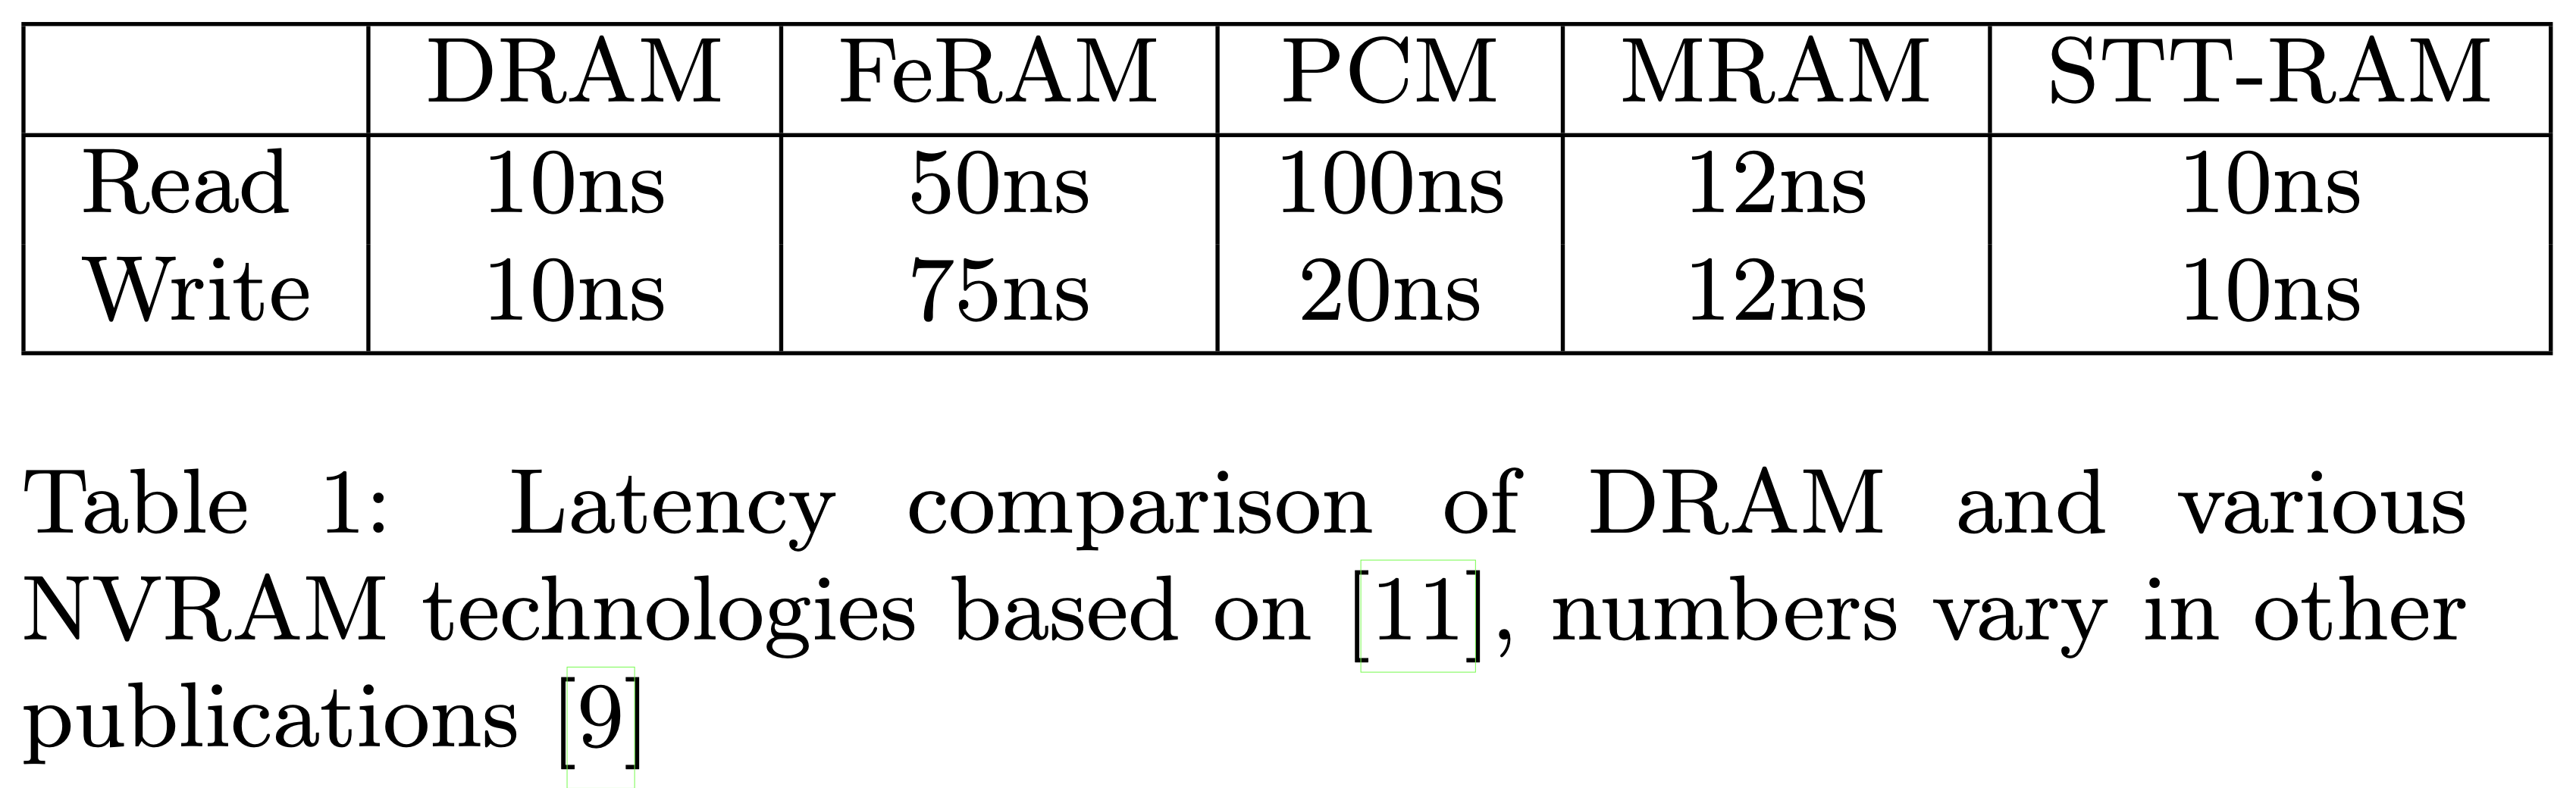 DRAM FeRAM PCM MRAM STT-RAM
Read 10ns 50ns 100ns 12ns 10ns
Write 10ns 75ns 20ns 12ns 10ns
Table 1: Latency comparison of DRAM and various
NVRAM technologies based on [11], numbers vary in other
publications [9]